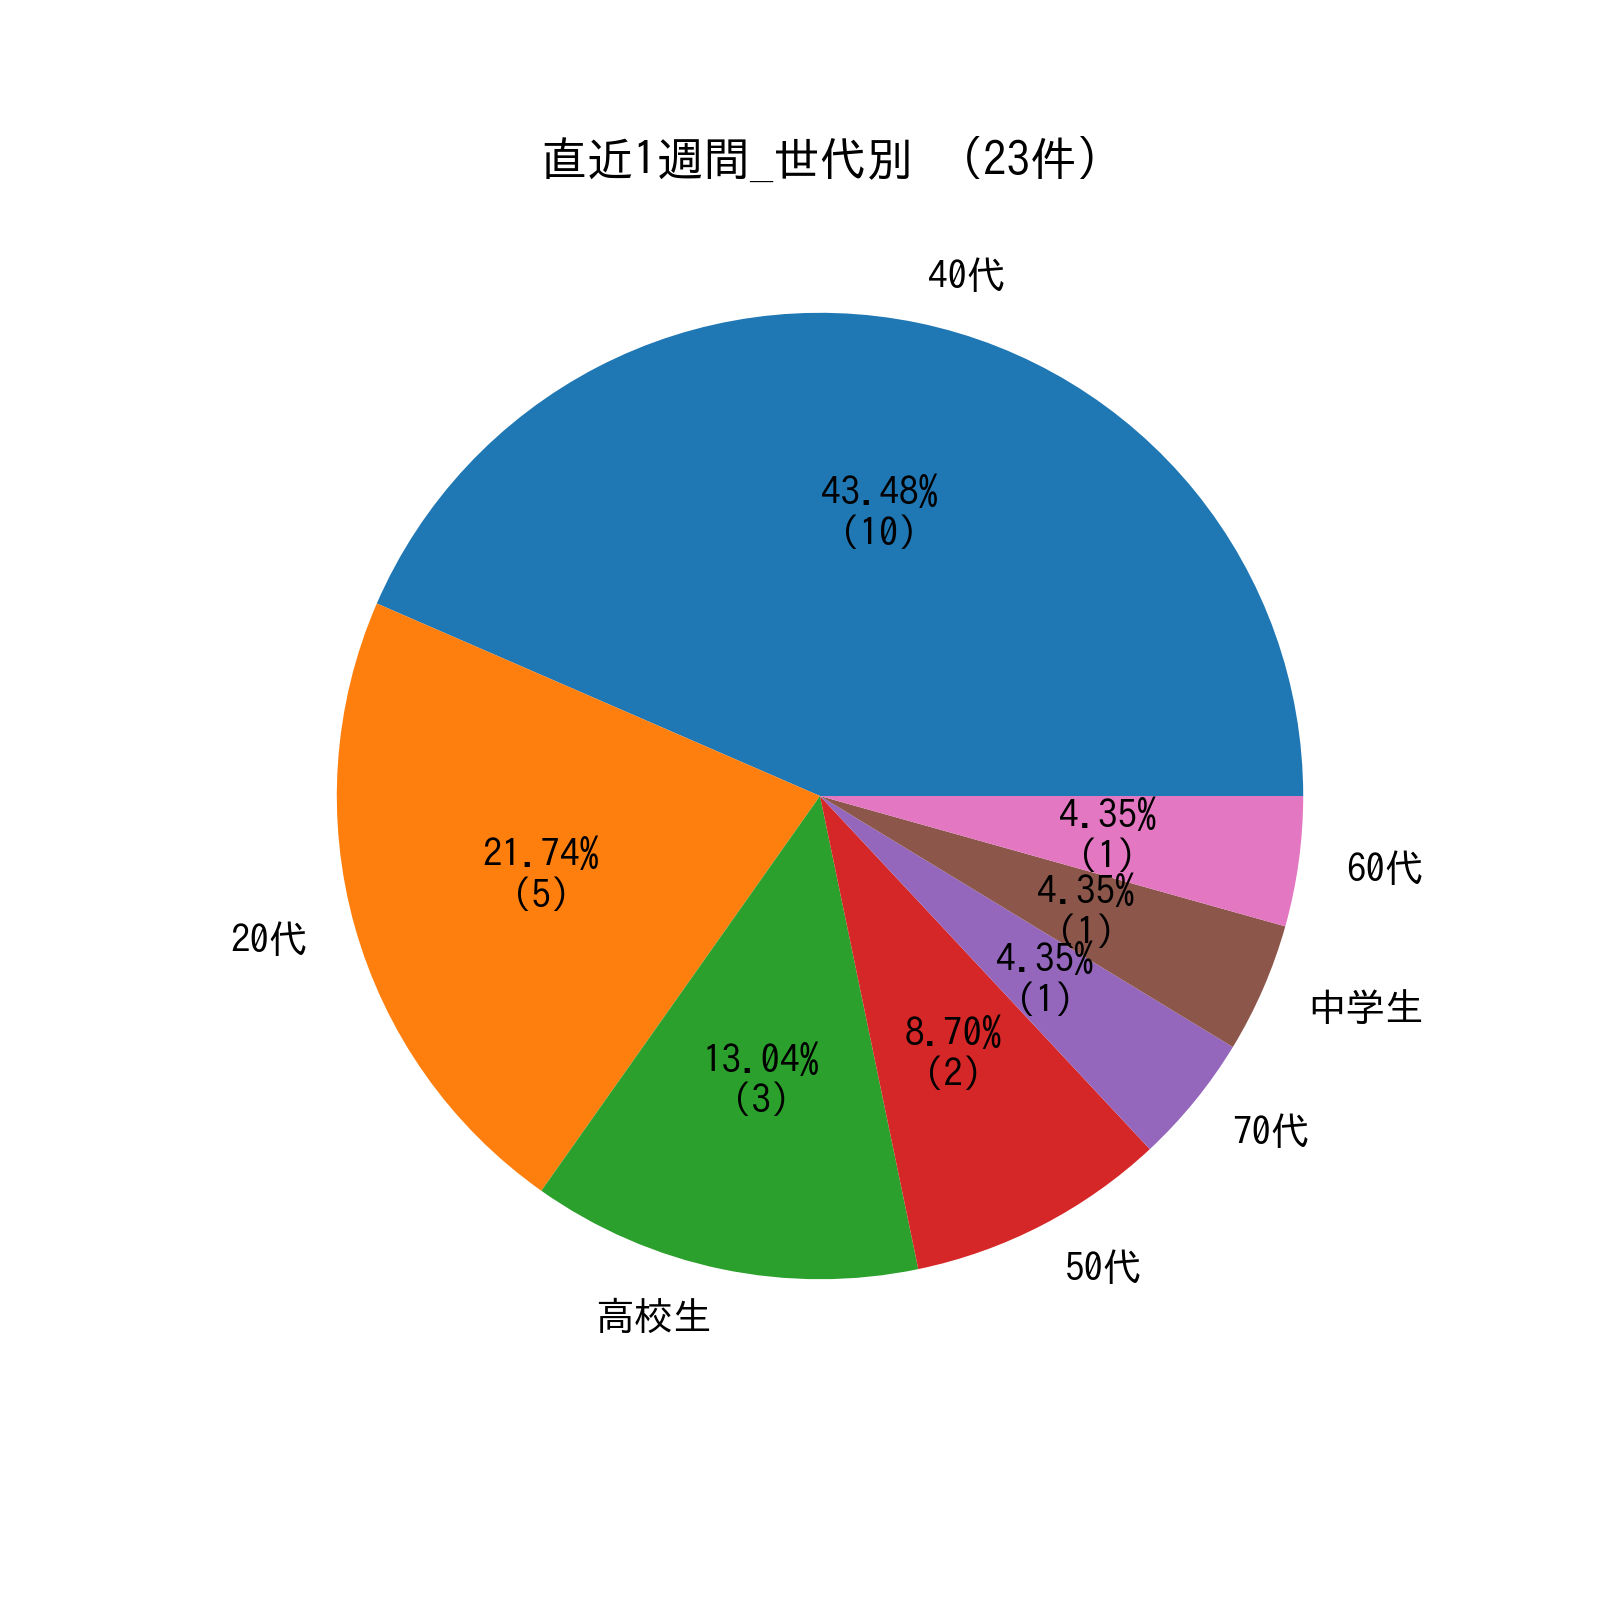 直近1週間_世代別 (23件)
40代
43.48%
(10)
21.74%
(5)
20代
13.04%
(3)
高校生
8.70%
(2)
50代
4.35%
(1)
70代
4.35%
(1)
中学生
4.35%
(1)
60代